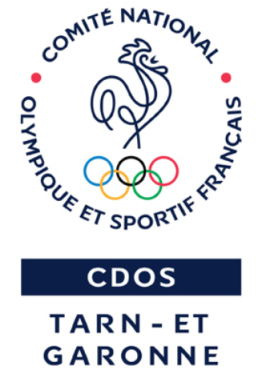 COMITÉ NATIONAL
OLYMPIQUE ET SPORTIF FRANÇAIS
CDOS
TARN-ET
GARONNE